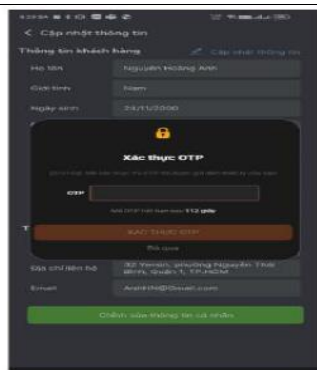 Cập nhật thông tin
Thông tin khách hàng
Cập nhật thông tin
Họ tên
Nguyễn Hoàng Anh
Giới tính
Nam
Ngày sinh
24/11/2000
Xác thực OTP
OTP
Mã OTP hết hạn sau 112 giây
XÁC THỰC OTP
Bỏ qua
Địa chỉ liên hệ
Yersin, phường Nguyễn Thái
Bình, Quận 1, TP.HCM
Email
AnhHN@Gmail.com
Chỉnh sửa thông tin cá nhân